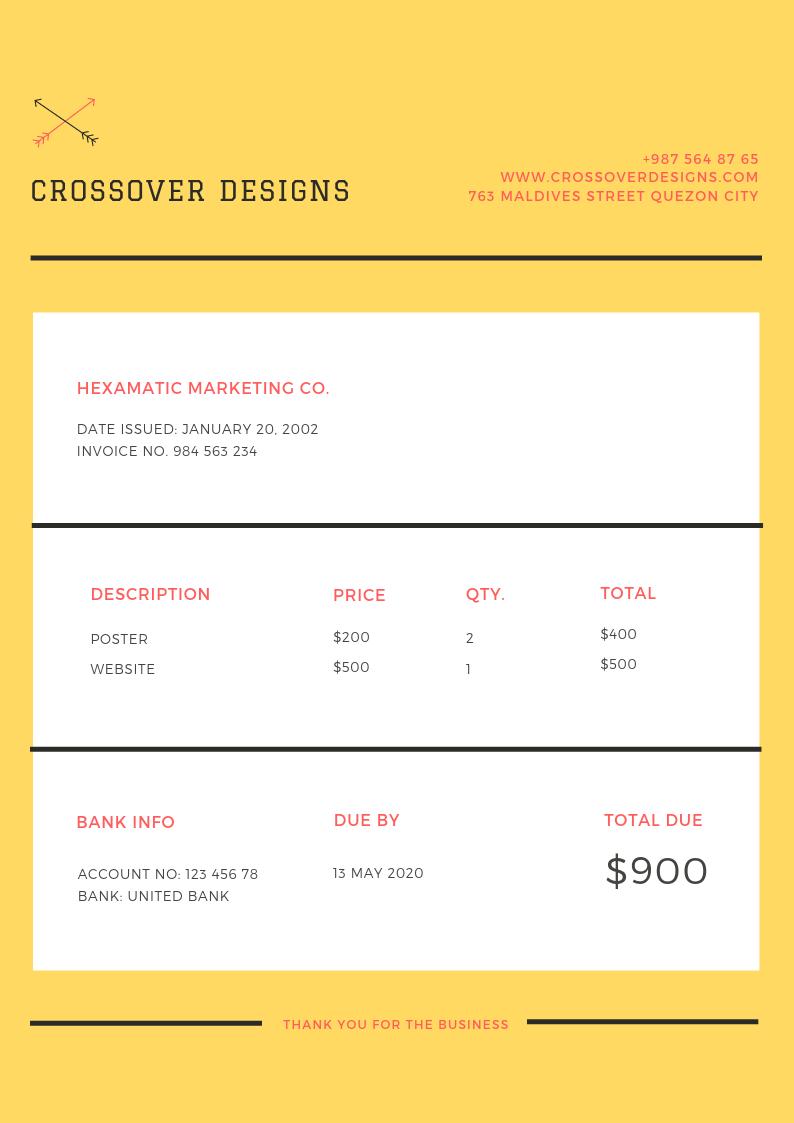 CROSSOVER DESIGNS
+987 564 87 65
WWW.CROSSOVERDESIGNS.COM
763 MALDIVES STREET QUEZON CITY
HEXAMATIC MARKETING CO.
DATE ISSUED: JANUARY 20, 2002
INVOICE NO. 984 563 234
DESCRIPTION PRICE QTY. TOTAL
POSTER $200 2 $400
WEBSITE $500 1 $500
BANK INFO DUE BY TOTAL DUE
ACCOUNT NO: 123 456 78 13 MAY 2020 $900
BANK: UNITED BANK
THANK YOU FOR THE BUSINESS